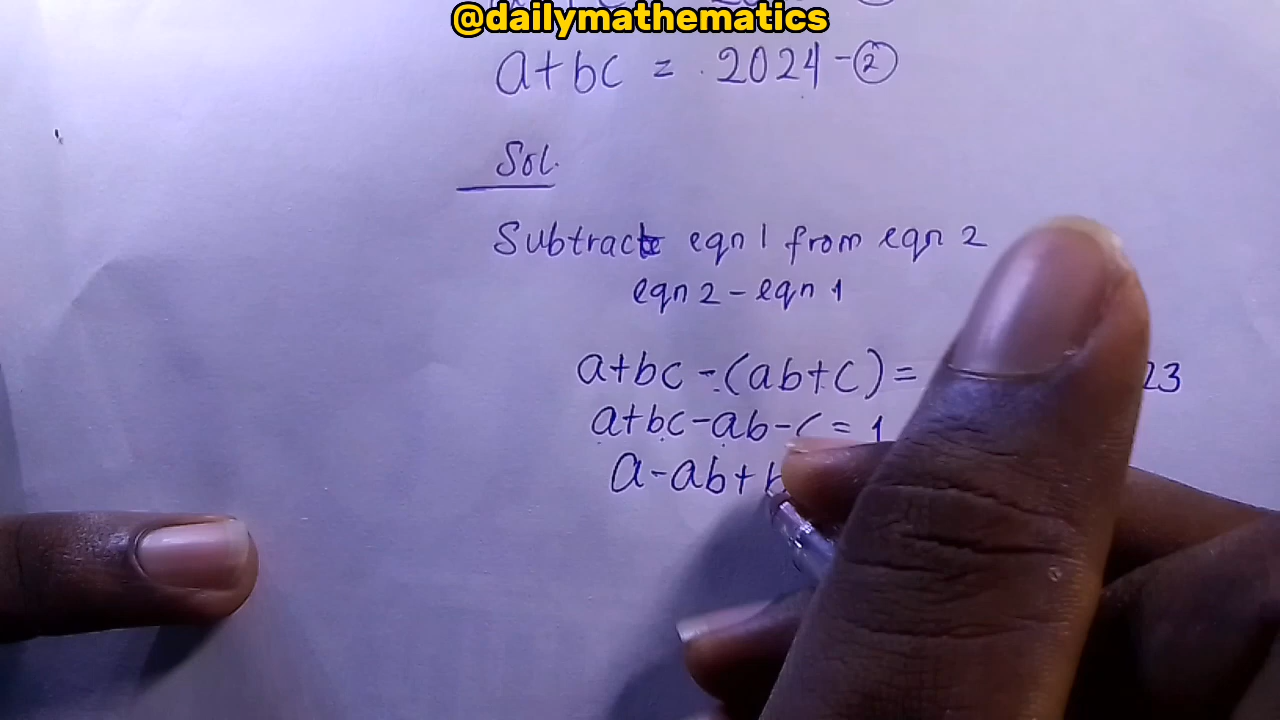 @dailymathematics
a+bc = 2024 -②
Sol.
Subtract eqn 1 from eqn 2
eqn 2 - eqn 1
a+bc -(ab+c) = 23
a+bc-ab-c = 1
a-ab+b